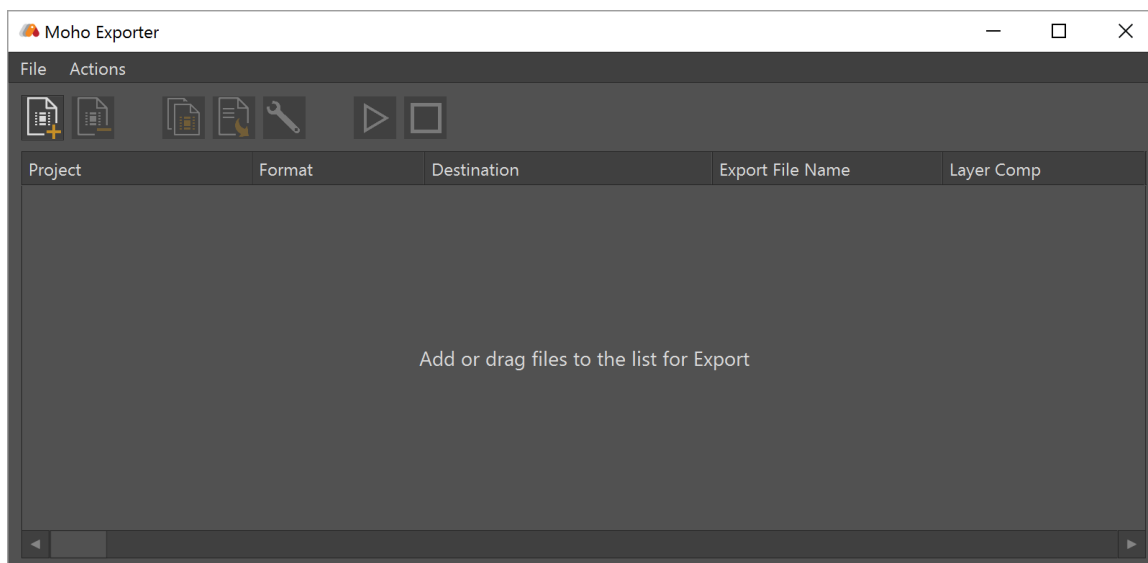 Moho Exporter
File Actions
Project Format Destination Export File Name Layer Comp
Add or drag files to the list for Export